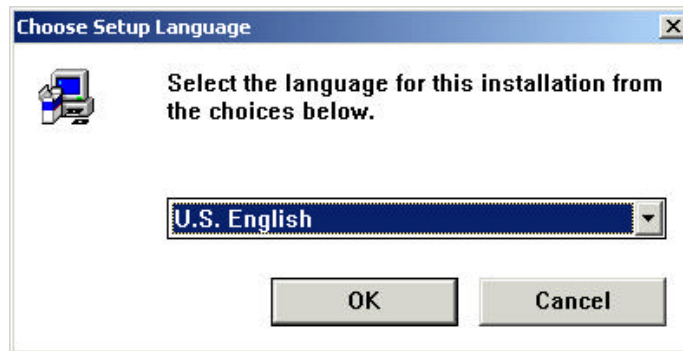 Choose Setup Language
Select the language for this installation from
the choices below.
U.S. English
OK
Cancel